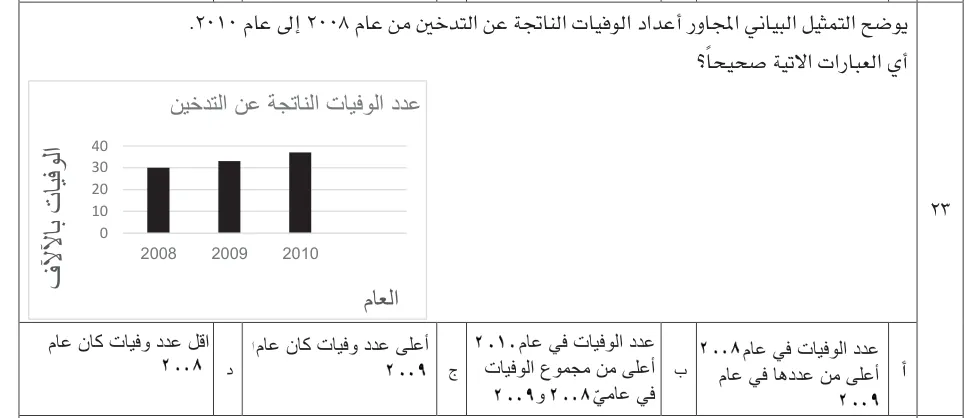 ٢٣
يوضح التمثيل البياني المجاور أعداد الوفيات الناتجة عن التدخين من عام ٢٠٠٨ إلى عام ٢٠١٠.
أي العبارات الاتية صحيحاً؟
عدد الوفيات الناتجة عن التدخين
الوفيات بالآلاف
40
30
20
10
0
2008 2009 2010
العام
أ
عدد الوفيات في عام ٢٠٠٨
أعلى من عددها في عام
٢٠٠٩
ب
عدد الوفيات في عام ٢٠١٠
أعلى من مجموع الوفيات
في عاميّ ٢٠٠٨ و ٢٠٠٩
ج
أعلى عدد وفيات كان عام
٢٠٠٩
د
اقل عدد وفيات كان عام
٢٠٠٨